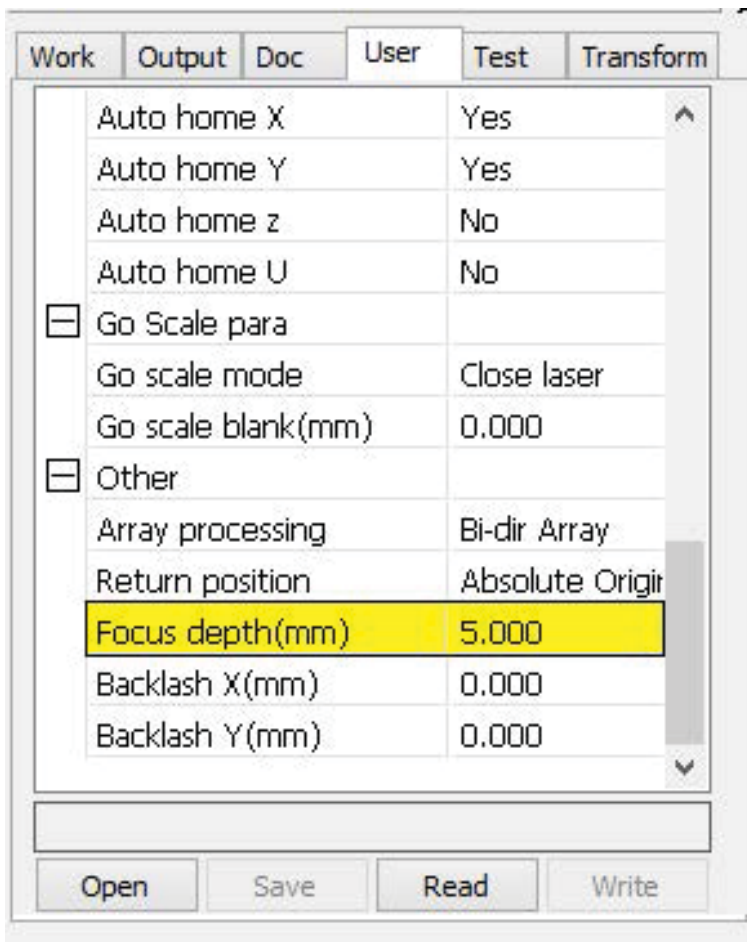 Work Output Doc User Test Transform
Auto home X Yes
Auto home Y Yes
Auto home z No
Auto home U No
Go Scale para
Go scale mode Close laser
Go scale blank(mm) 0.000
Other
Array processing Bi-dir Array
Return position Absolute Origin
Focus depth(mm) 5.000
Backlash X(mm) 0.000
Backlash Y(mm) 0.000
Open Save Read Write